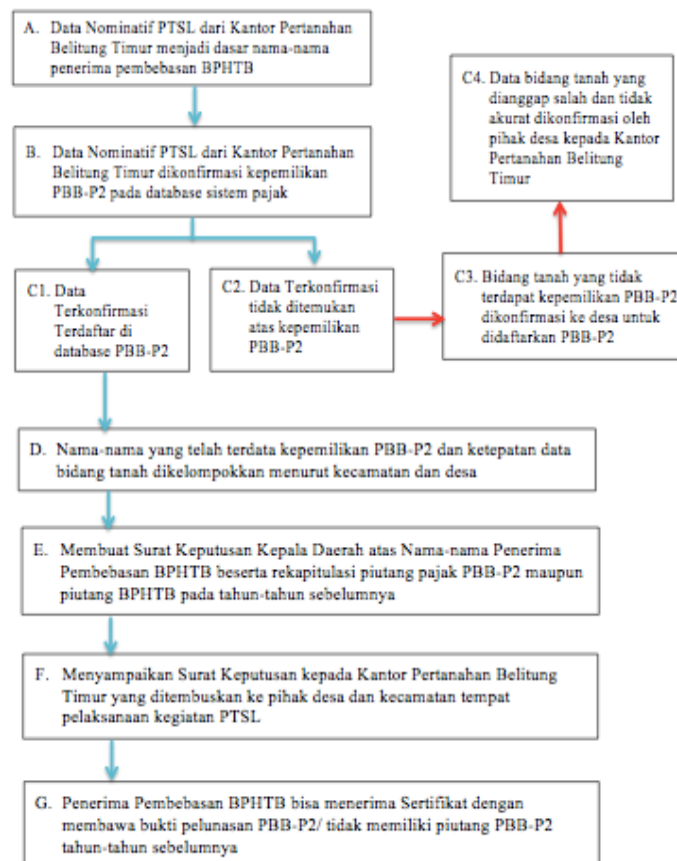 A. Data Nominatif PTSL dari Kantor Pertanahan
Belitung Timur menjadi dasar nama-nama
penerima pembebasan BPHTB
B. Data Nominatif PTSL dari Kantor Pertanahan
Belitung Timur dikonfirmasi kepemilikan
PBB-P2 pada database sistem pajak
C1. Data
Terkonfirmasi
Terdaftar di
database PBB-P2
C2. Data Terkonfirmasi
tidak ditemukan
atas kepemilikan
PBB-P2
C3. Bidang tanah yang tidak
terdapat kepemilikan PBB-P2
dikonfirmasi ke desa untuk
didaftarkan PBB-P2
C4. Data bidang tanah yang
dianggap salah dan tidak
akurat dikonfirmasi oleh
pihak desa kepada Kantor
Pertanahan Belitung
Timur
D. Nama-nama yang telah terdata kepemilikan PBB-P2 dan ketepatan data
bidang tanah dikelompokkan menurut kecamatan dan desa
E. Membuat Surat Keputusan Kepala Daerah atas Nama-nama Penerima
Pembebasan BPHTB beserta rekapitulasi piutang pajak PBB-P2 maupun
piutang BPHTB pada tahun-tahun sebelumnya
F. Menyampaikan Surat Keputusan kepada Kantor Pertanahan Belitung
Timur yang ditembuskan ke pihak desa dan kecamatan tempat
pelaksanaan kegiatan PTSL
G. Penerima Pembebasan BPHTB bisa menerima Sertifikat dengan
membawa bukti pelunasan PBB-P2/ tidak memiliki piutang PBB-P2
tahun-tahun sebelumnya